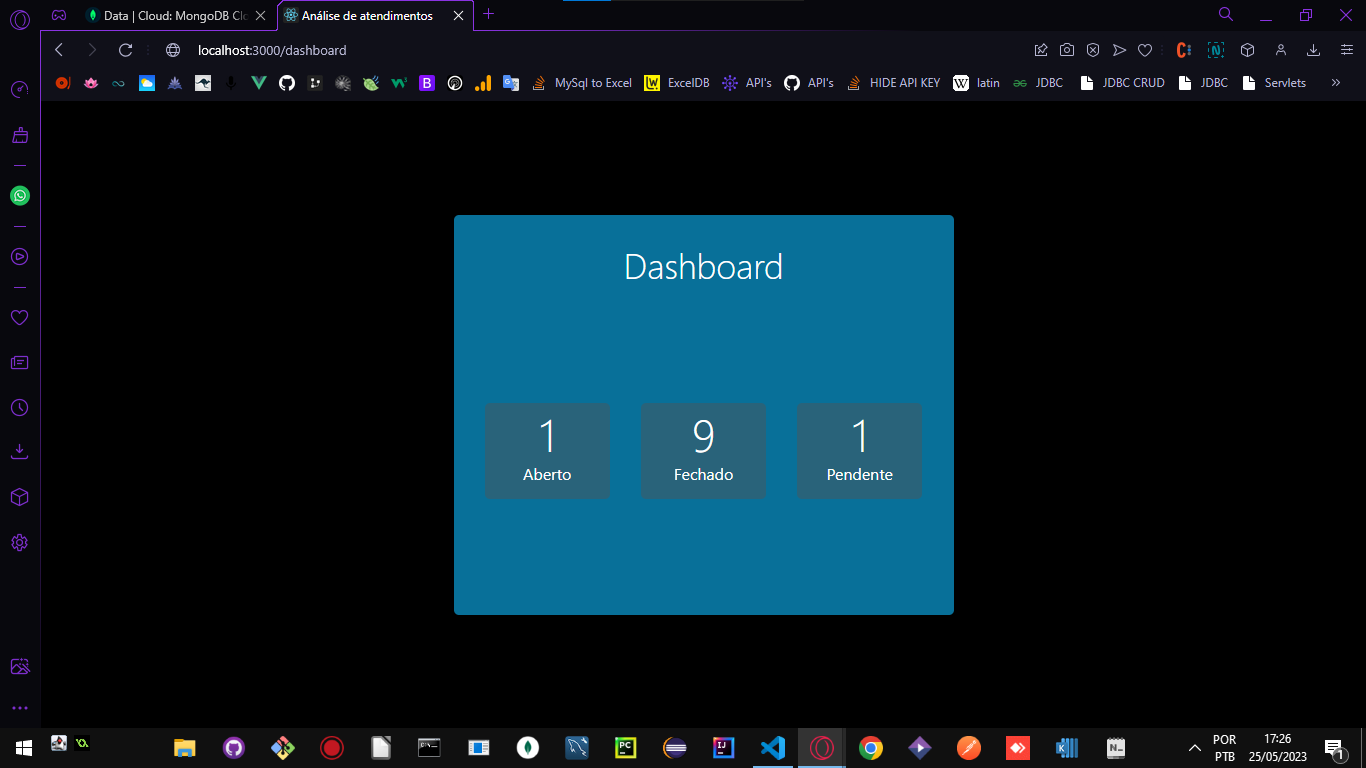 Data | Cloud: MongoDB Clo
Análise de atendimentos
localhost:3000/dashboard
MySql to Excel
ExcelDB
API's
API's
HIDE API KEY
latin
JDBC
JDBC CRUD
JDBC
Servlets
Dashboard
1
Aberto
9
Fechado
1
Pendente
POR
PTB
17:26
25/05/2023
1